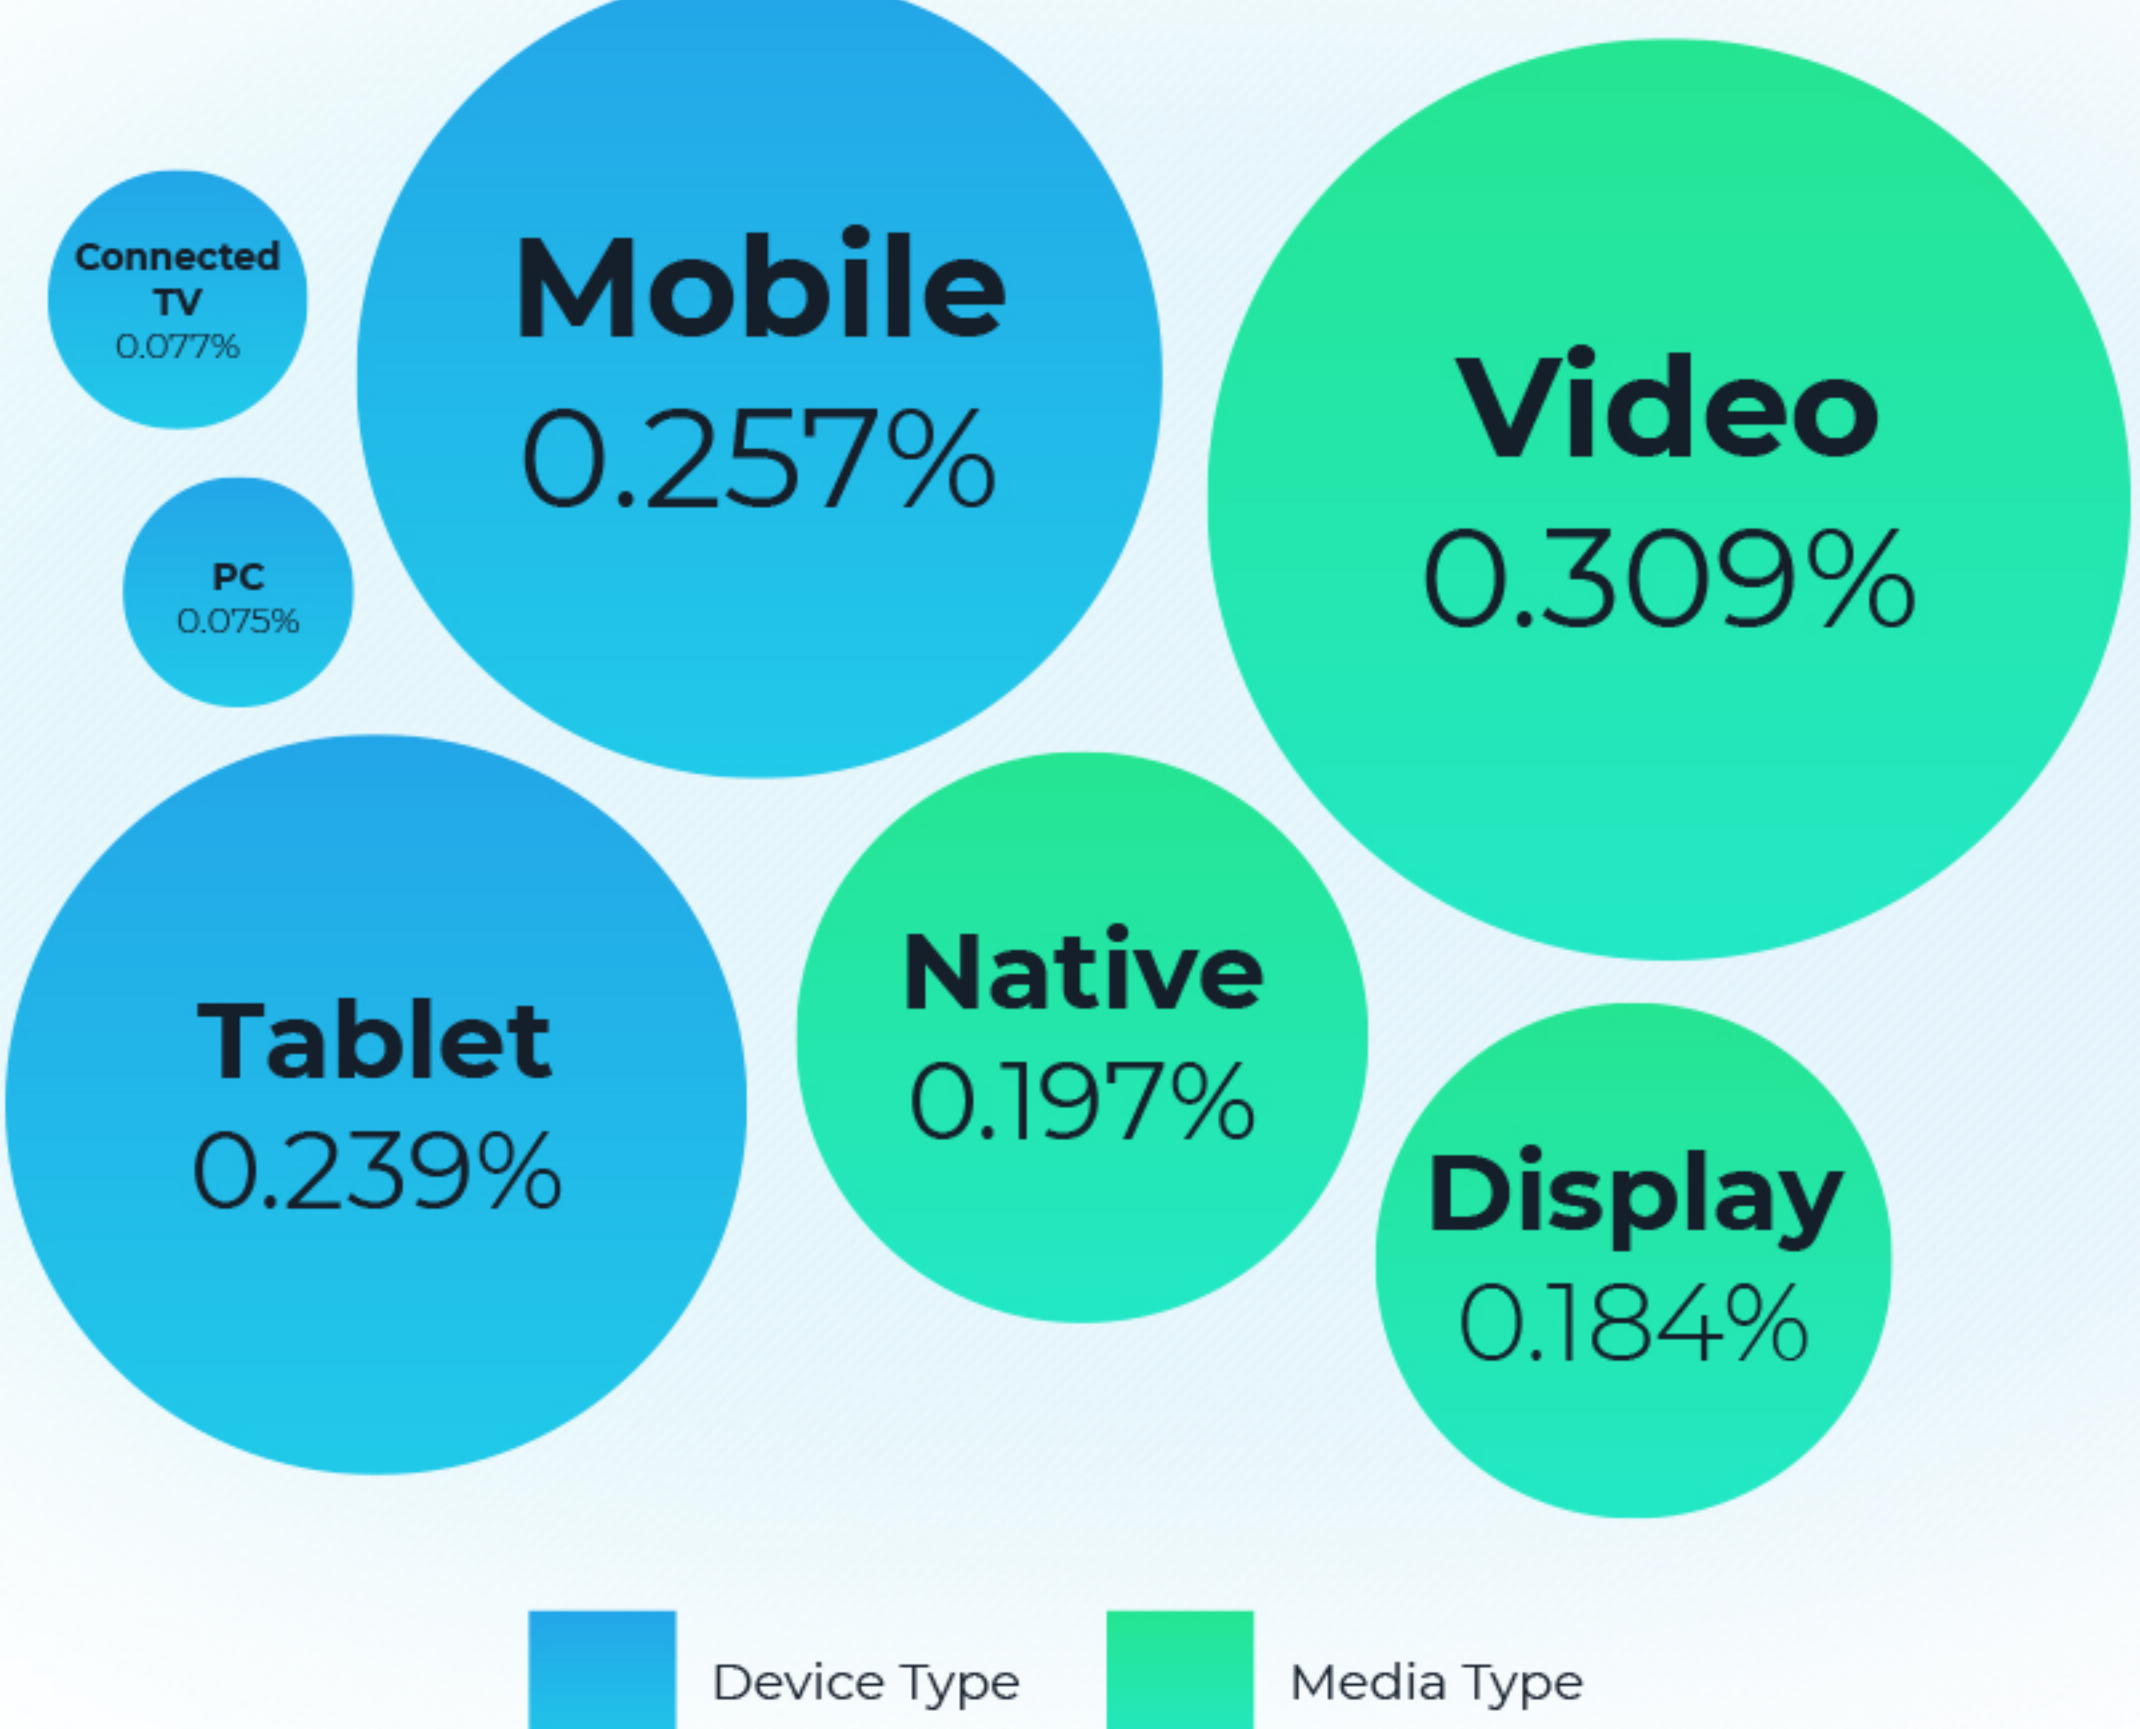 Mobile
0.257%
Video
0.309%
Connected
TV
0.077%
PC
0.075%
Tablet
0.239%
Native
0.197%
Display
0.184%
Device Type
Media Type